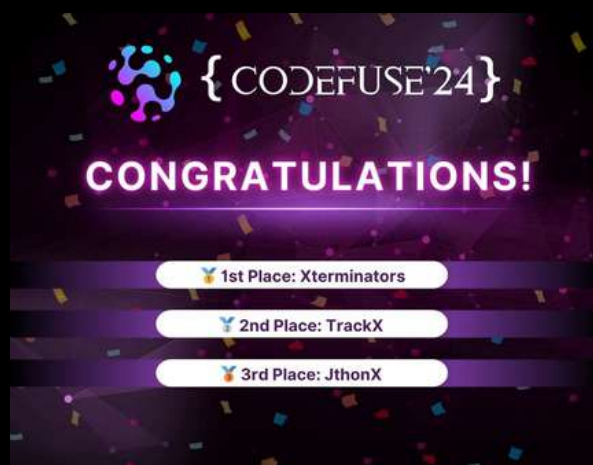 { CODEFUSE'24}
CONGRATULATIONS!
🥇 1st Place: Xterminators
🥈 2nd Place: TrackX
🥉 3rd Place: JthonX